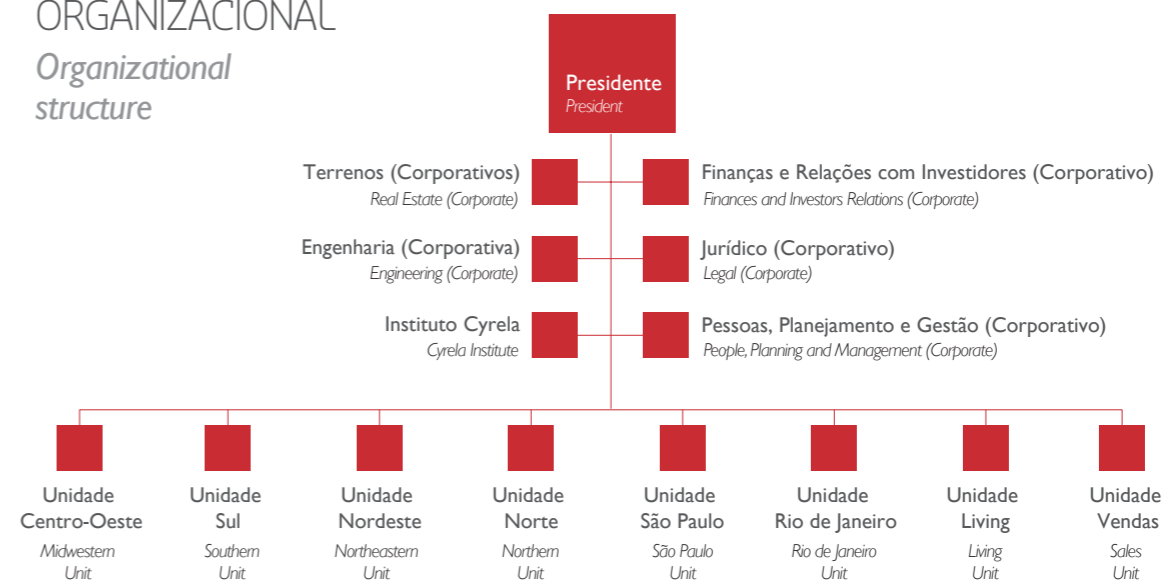 ORGANIZACIONAL
Organizational
structure
Presidente
President
Terrenos (Corporativos)
Real Estate (Corporate)
Finanças e Relações com Investidores (Corporativo)
Finances and Investors Relations (Corporate)
Engenharia (Corporativa)
Engineering (Corporate)
Jurídico (Corporativo)
Legal (Corporate)
Instituto Cyrela
Cyrela Institute
Pessoas, Planejamento e Gestão (Corporativo)
People, Planning and Management (Corporate)
Unidade
Centro-Oeste
Midwestern
Unit
Unidade
Sul
Southern
Unit
Unidade
Nordeste
Northeastern
Unit
Unidade
Norte
Northern
Unit
Unidade
São Paulo
São Paulo
Unit
Unidade
Rio de Janeiro
Rio de Janeiro
Unit
Unidade
Living
Living
Unit
Unidade
Vendas
Sales
Unit